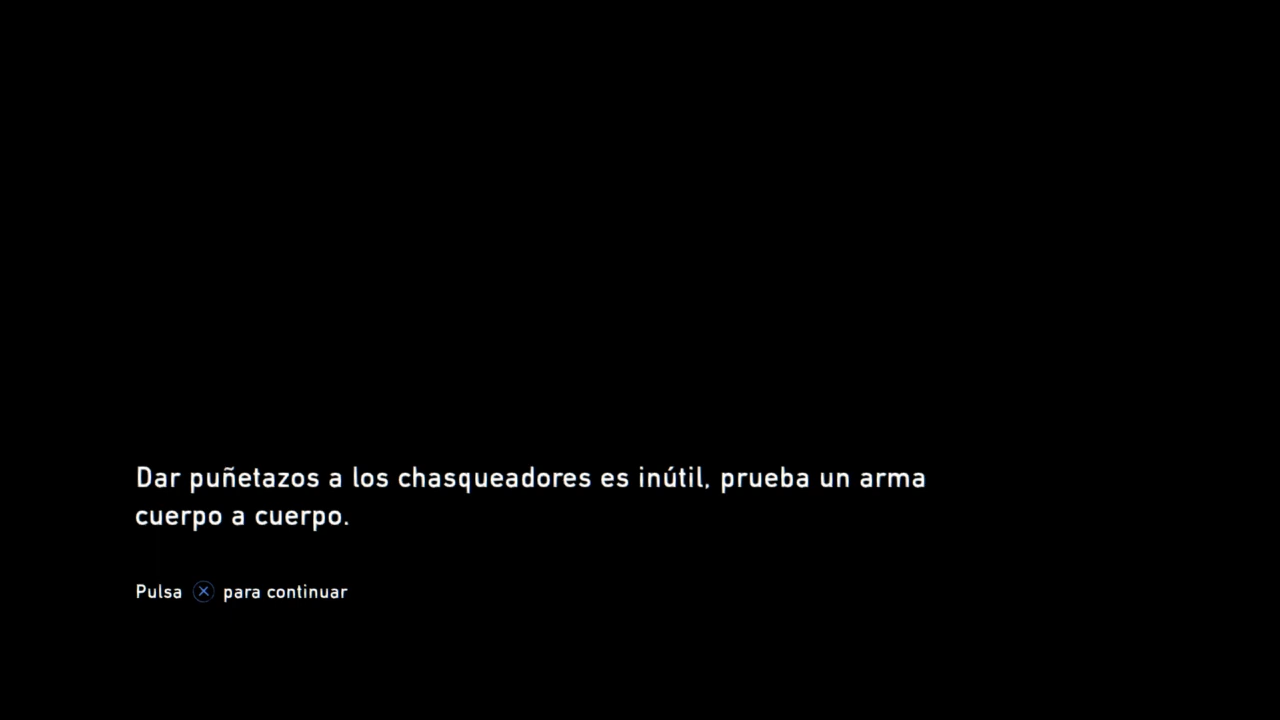 Dar puñetazos a los chasqueadores es inútil, prueba un arma
cuerpo a cuerpo.
Pulsa ⓧ para continuar